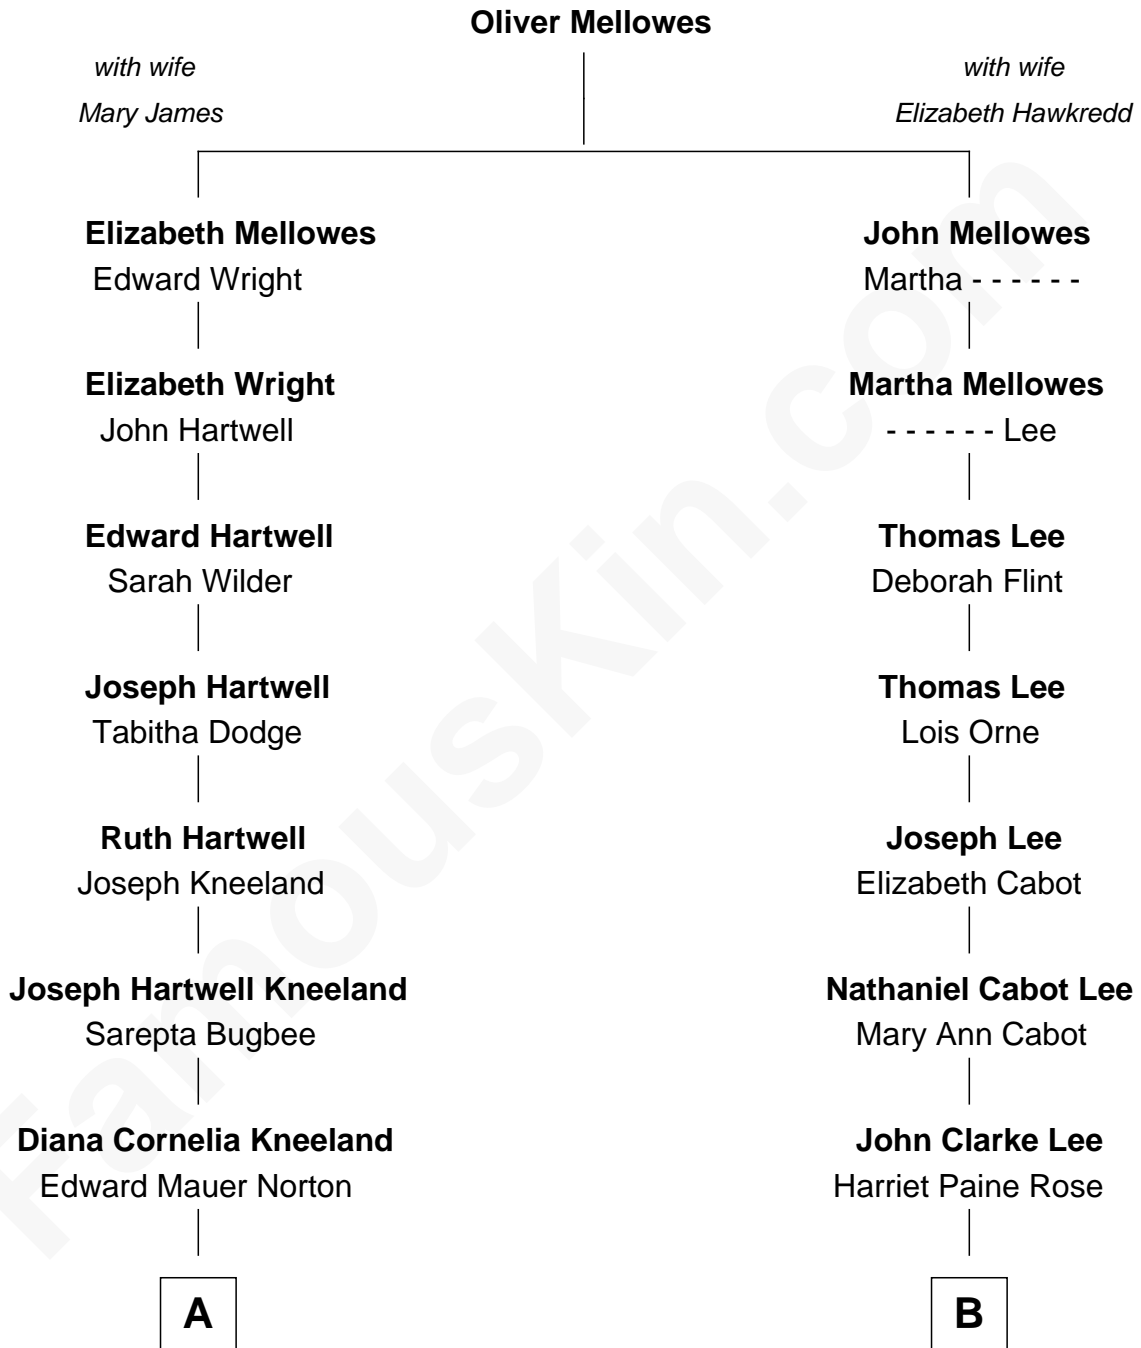 Oliver Mellowes
with wife
Mary James
with wife
Elizabeth Hawkredd
Elizabeth Mellowes
Edward Wright
John Mellowes
Martha - - - - - -
Elizabeth Wright
John Hartwell
Martha Mellowes
- - - - - - Lee
Edward Hartwell
Sarah Wilder
Thomas Lee
Deborah Flint
Joseph Hartwell
Tabitha Dodge
Thomas Lee
Lois Orne
Ruth Hartwell
Joseph Kneeland
Joseph Lee
Elizabeth Cabot
Joseph Hartwell Kneeland
Sarepta Bugbee
Nathaniel Cabot Lee
Mary Ann Cabot
Diana Cornelia Kneeland
Edward Mauer Norton
John Clarke Lee
Harriet Paine Rose
A
B
FamousKin.com